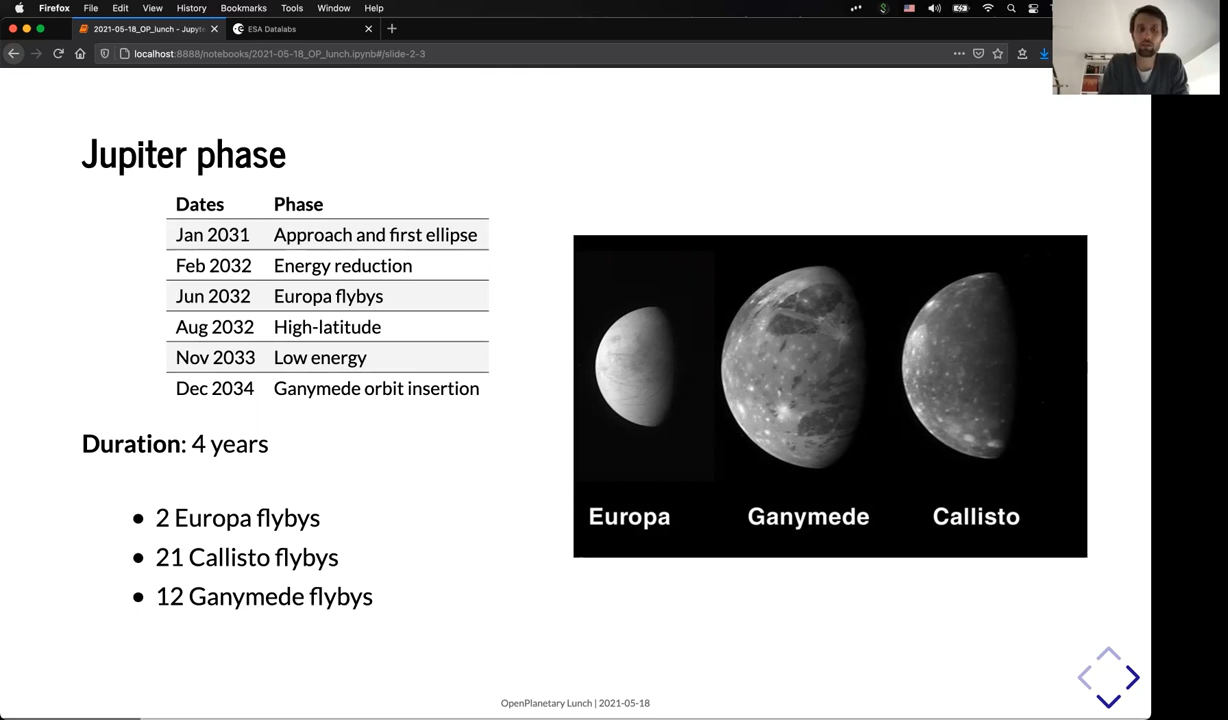 Firefox File Edit View History Bookmarks Tools Window Help
2021-05-18_OP_lunch - Jupyte
ESA Datalabs
localhost:8888/notebooks/2021-05-18_OP_lunch.ipynb#/slide-2-3
Jupiter phase
Dates Phase
Jan 2031 Approach and first ellipse
Feb 2032 Energy reduction
Jun 2032 Europa flybys
Aug 2032 High-latitude
Nov 2033 Low energy
Dec 2034 Ganymede orbit insertion
Duration: 4 years
• 2 Europa flybys
• 21 Callisto flybys
• 12 Ganymede flybys
Europa Ganymede Callisto
OpenPlanetary Lunch | 2021-05-18